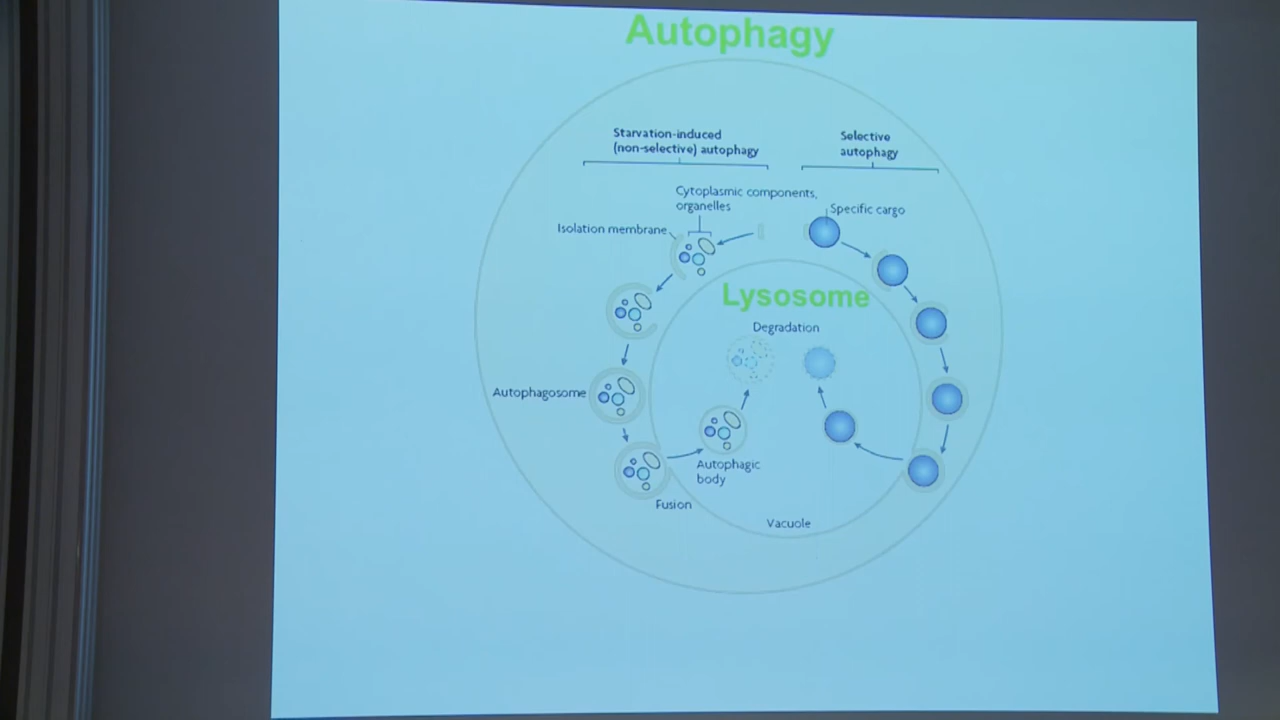 Autophagy
Starvation-induced
(non-selective) autophagy
Selective
autophagy
Cytoplasmic components,
organelles
Specific cargo
Isolation membrane
Lysosome
Degradation
Autophagosome
Autophagic
body
Fusion
Vacuole